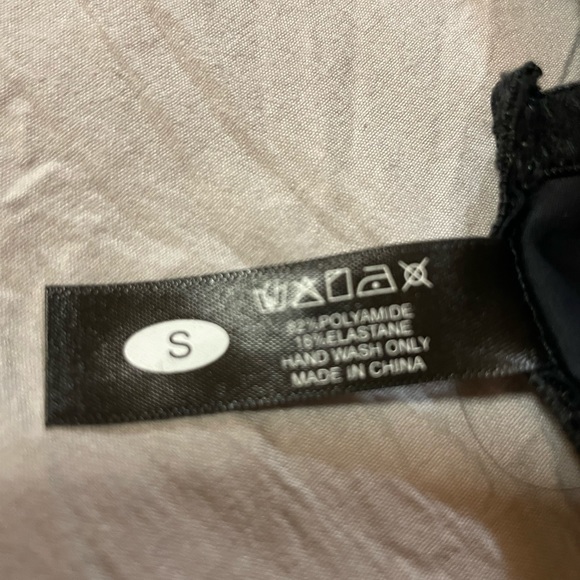 S
82%POLYAMIDE
18%ELASTANE
HAND WASH ONLY
MADE IN CHINA